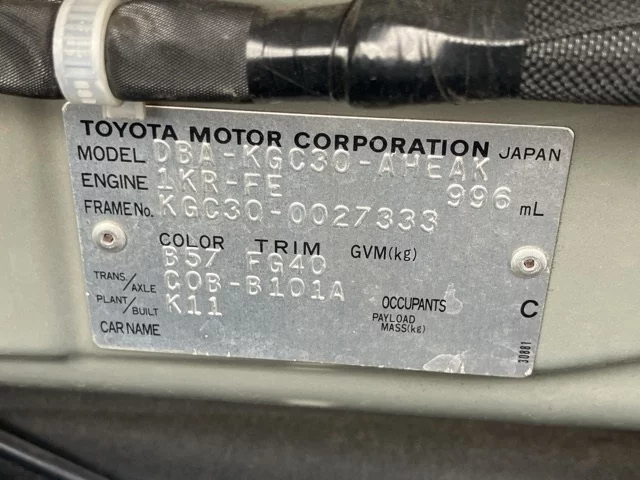 TOYOTA MOTOR CORPORATION JAPAN
MODEL DBA-KGC30-AHEAK
ENGINE 1KR-FE 996 mL
FRAME No. KGC30-0027333
COLOR TRIM GVM(kg)
B57 FG40
TRANS/AXLE C0B-B101A
PLANT/BUILT K11
OCCUPANTS C
PAYLOAD MASS(kg)
CAR NAME
30881